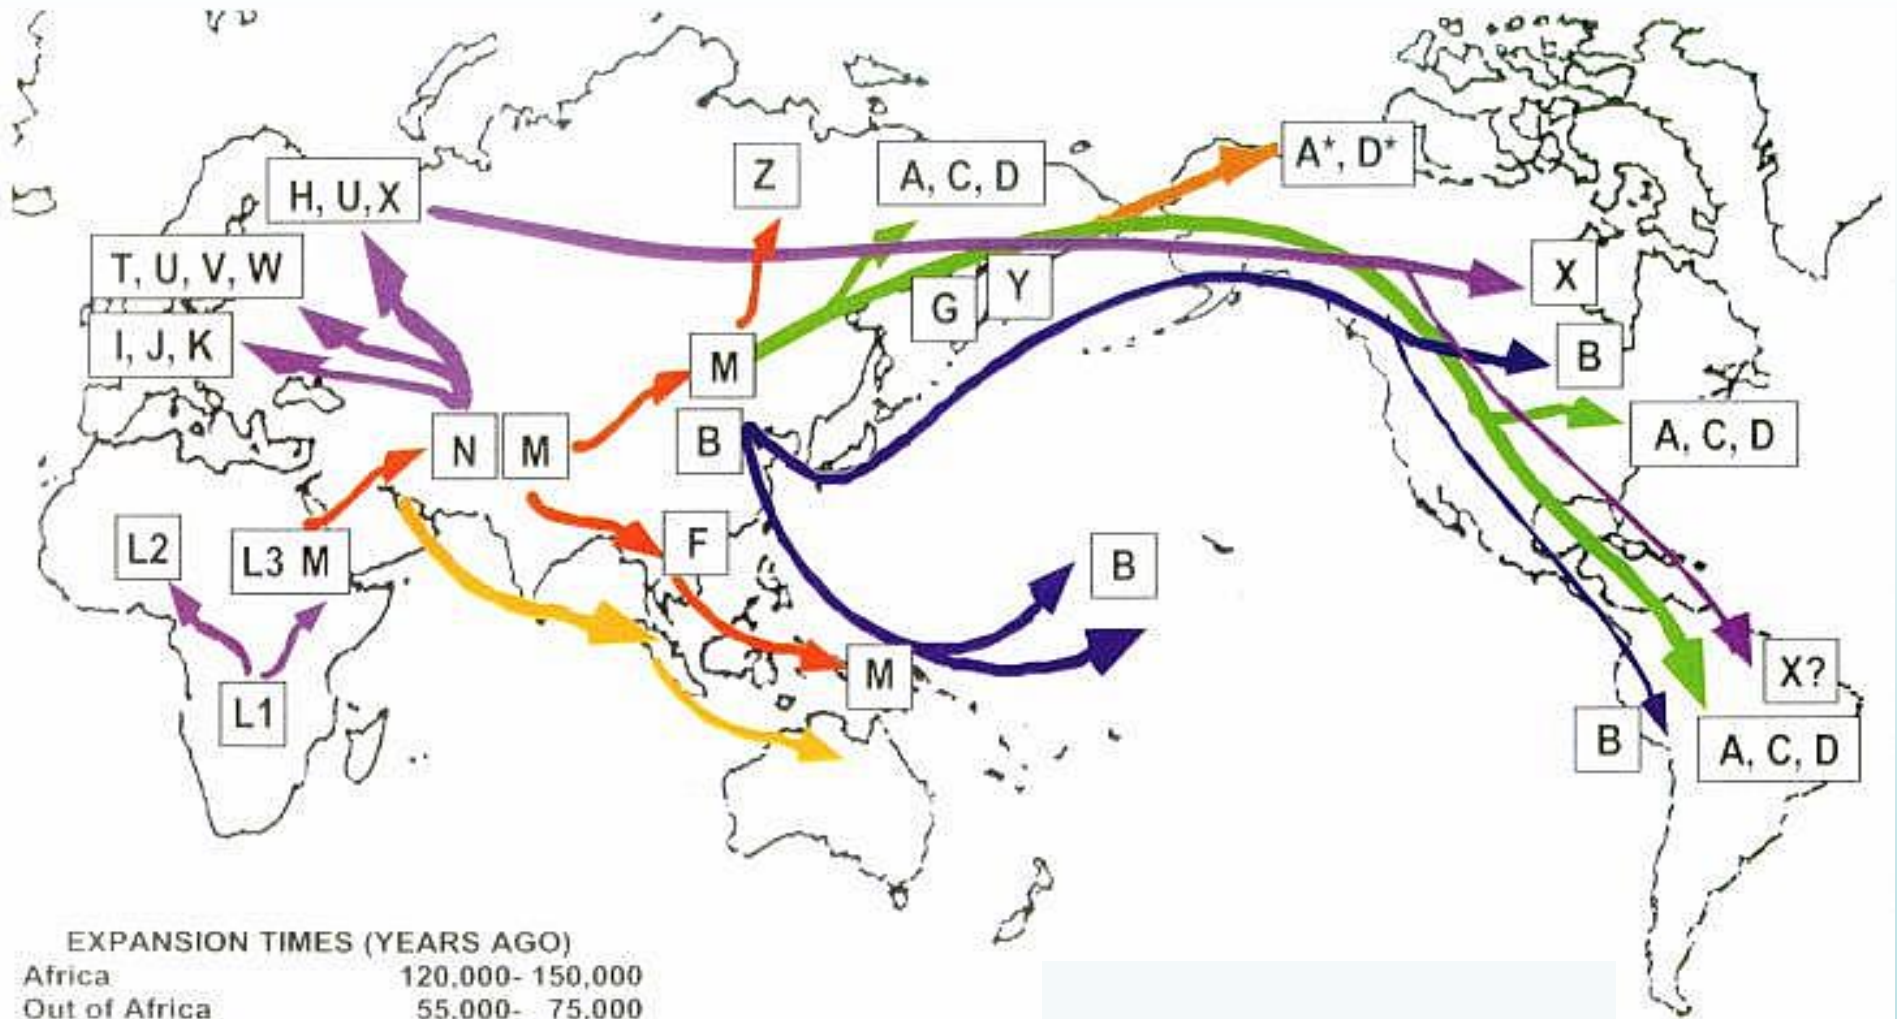 H, U, X
Z
A, C, D
A*, D*
T, U, V, W
X
G
Y
I, J, K
M
B
N
M
B
A, C, D
L2
L3 M
F
B
M
L1
X?
B
A, C, D
EXPANSION TIMES (YEARS AGO)
Africa 120,000- 150,000
Out of Africa 55,000- 75,000